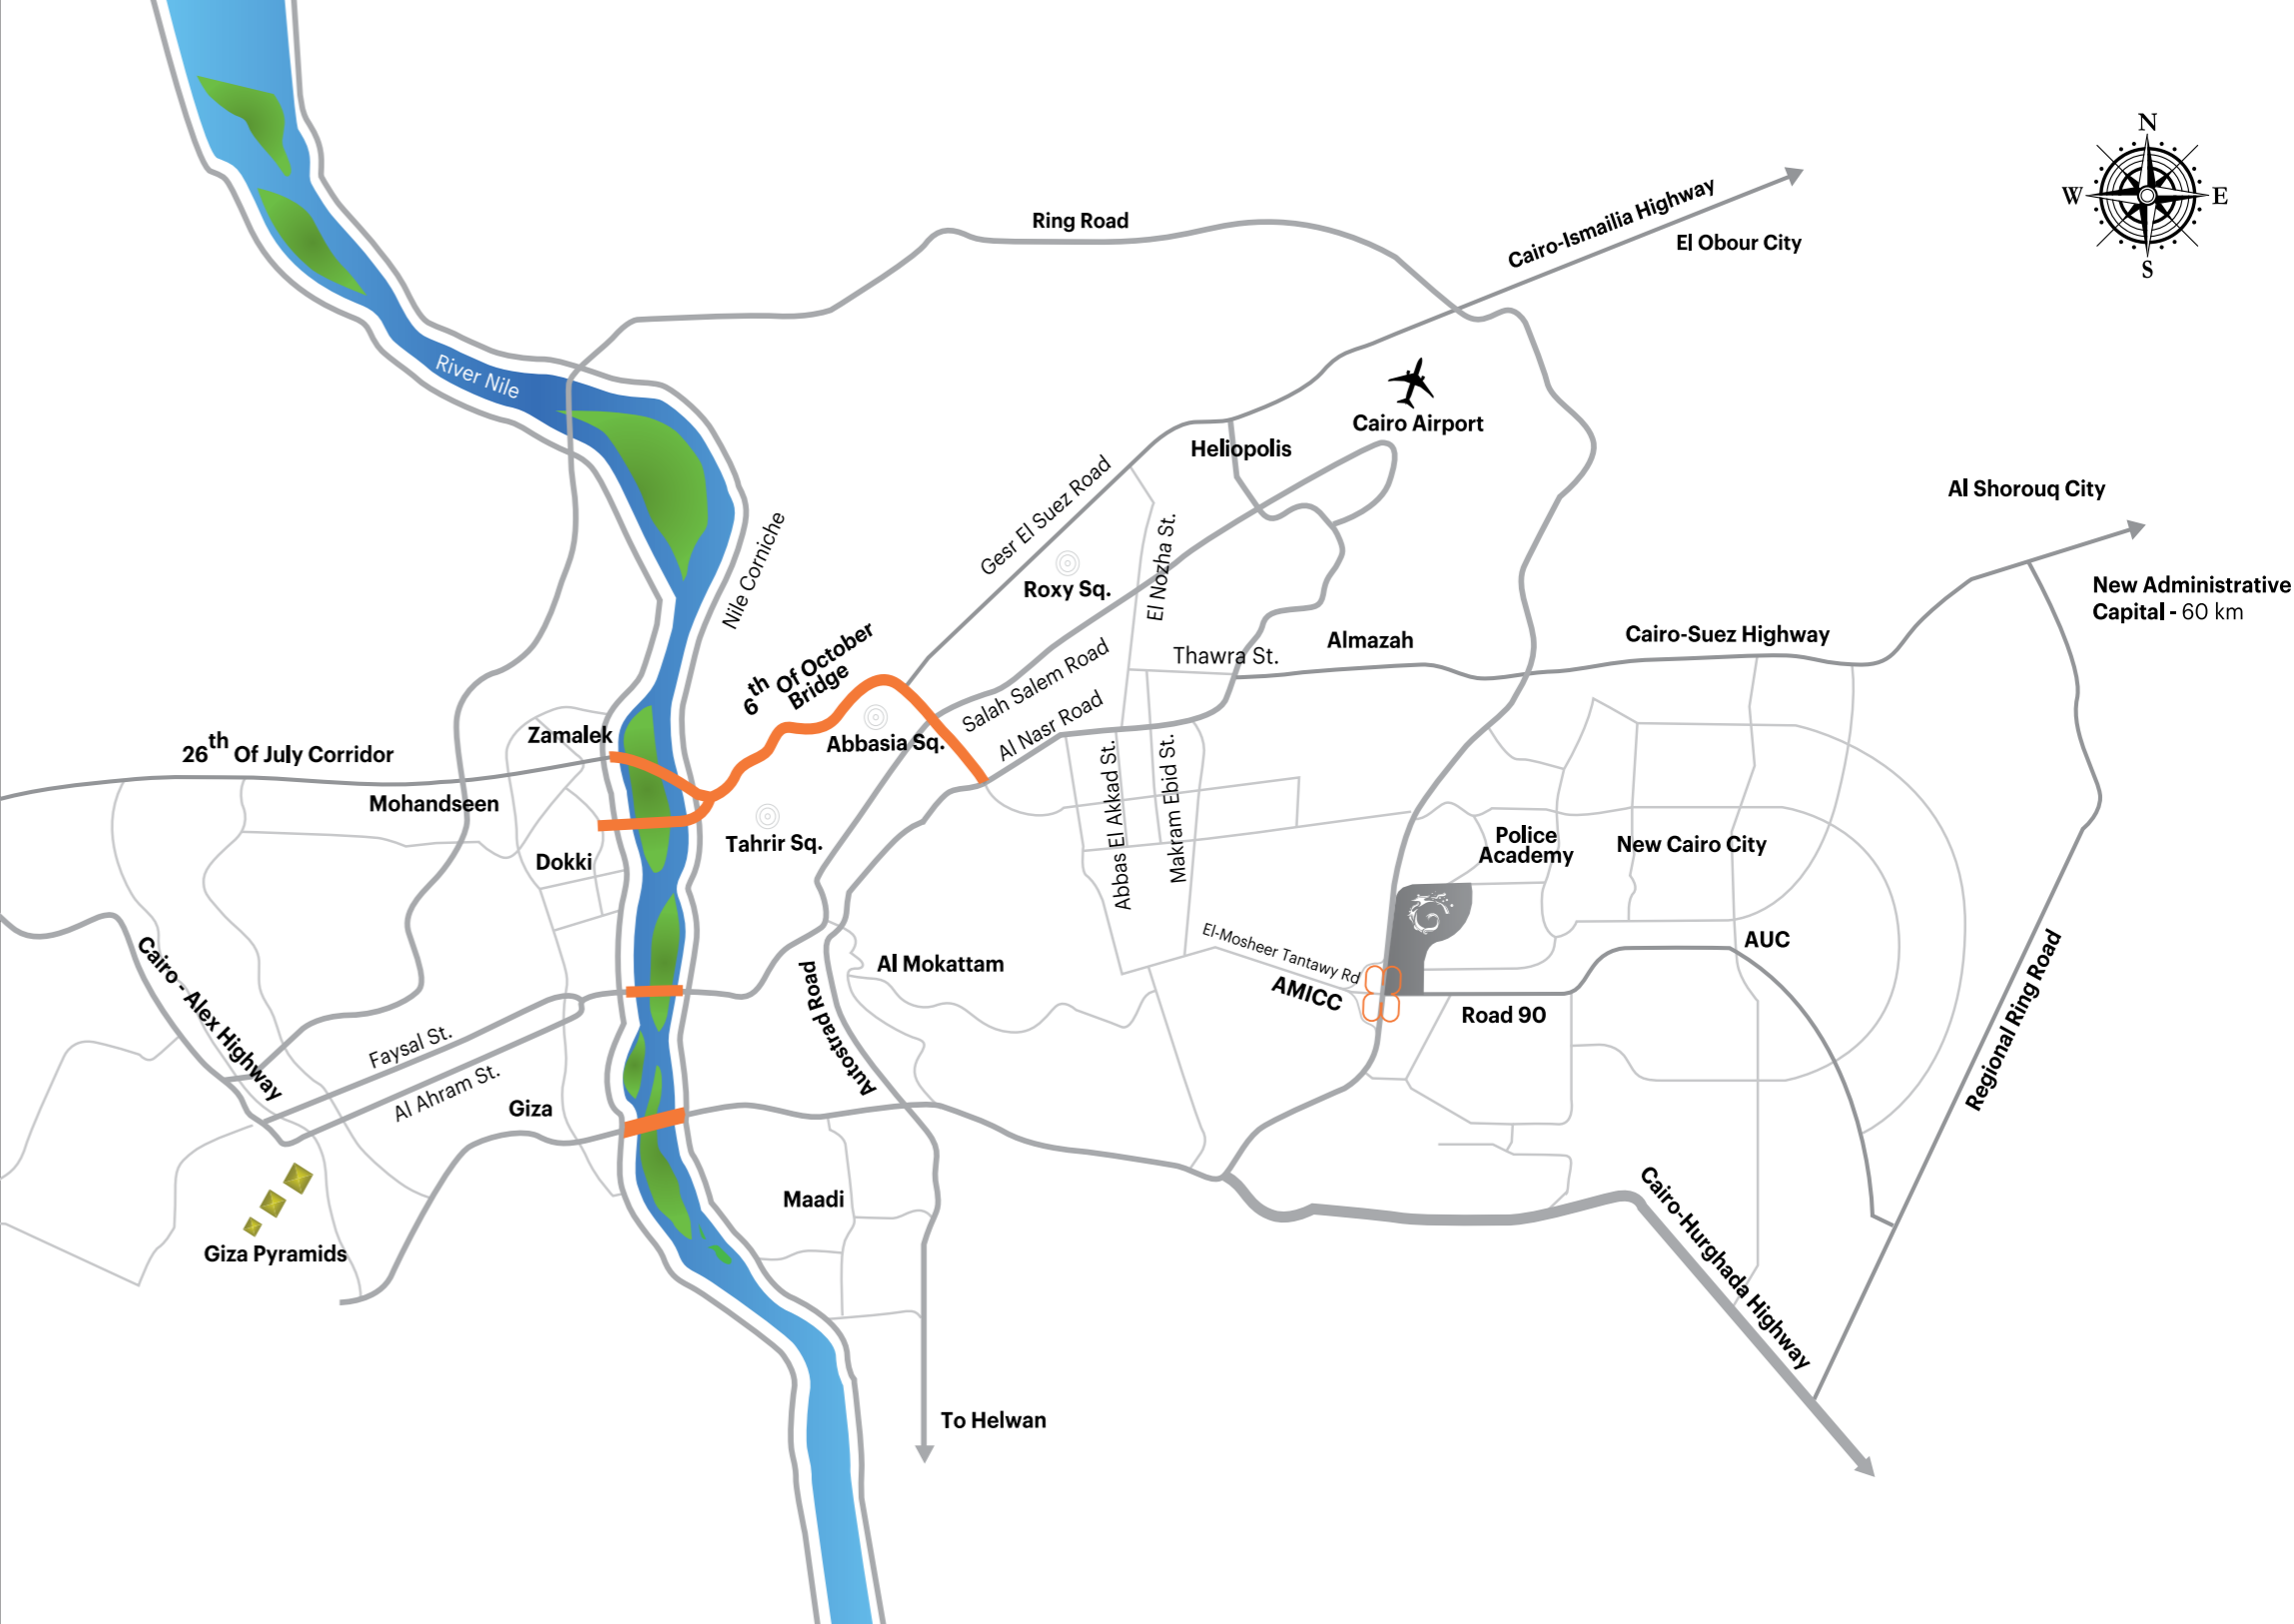 N
W
E
S
Ring Road
Cairo-Ismailia Highway
El Obour City
River Nile
Cairo Airport
Heliopolis
Gesr El Suez Road
Al Shorouq City
Nile Corniche
El Nozha St.
Roxy Sq.
New Administrative
Capital - 60 km
6th Of October
Bridge
Salah Salem Road
Thawra St.
Almazah
Cairo-Suez Highway
Al Nasr Road
Zamalek
Abbasia Sq.
26th Of July Corridor
Mohandseen
Tahrir Sq.
Dokki
Abbas El Akkad St.
Makram Ebid St.
Police
Academy
New Cairo City
Cairo - Alex Highway
Al Mokattam
El-Mosheer Tantawy Rd
AMICC
AUC
Road 90
Autostrad Road
Regional Ring Road
Faysal St.
Al Ahram St.
Giza
Maadi
Giza Pyramids
Cairo-Hurghada Highway
To Helwan